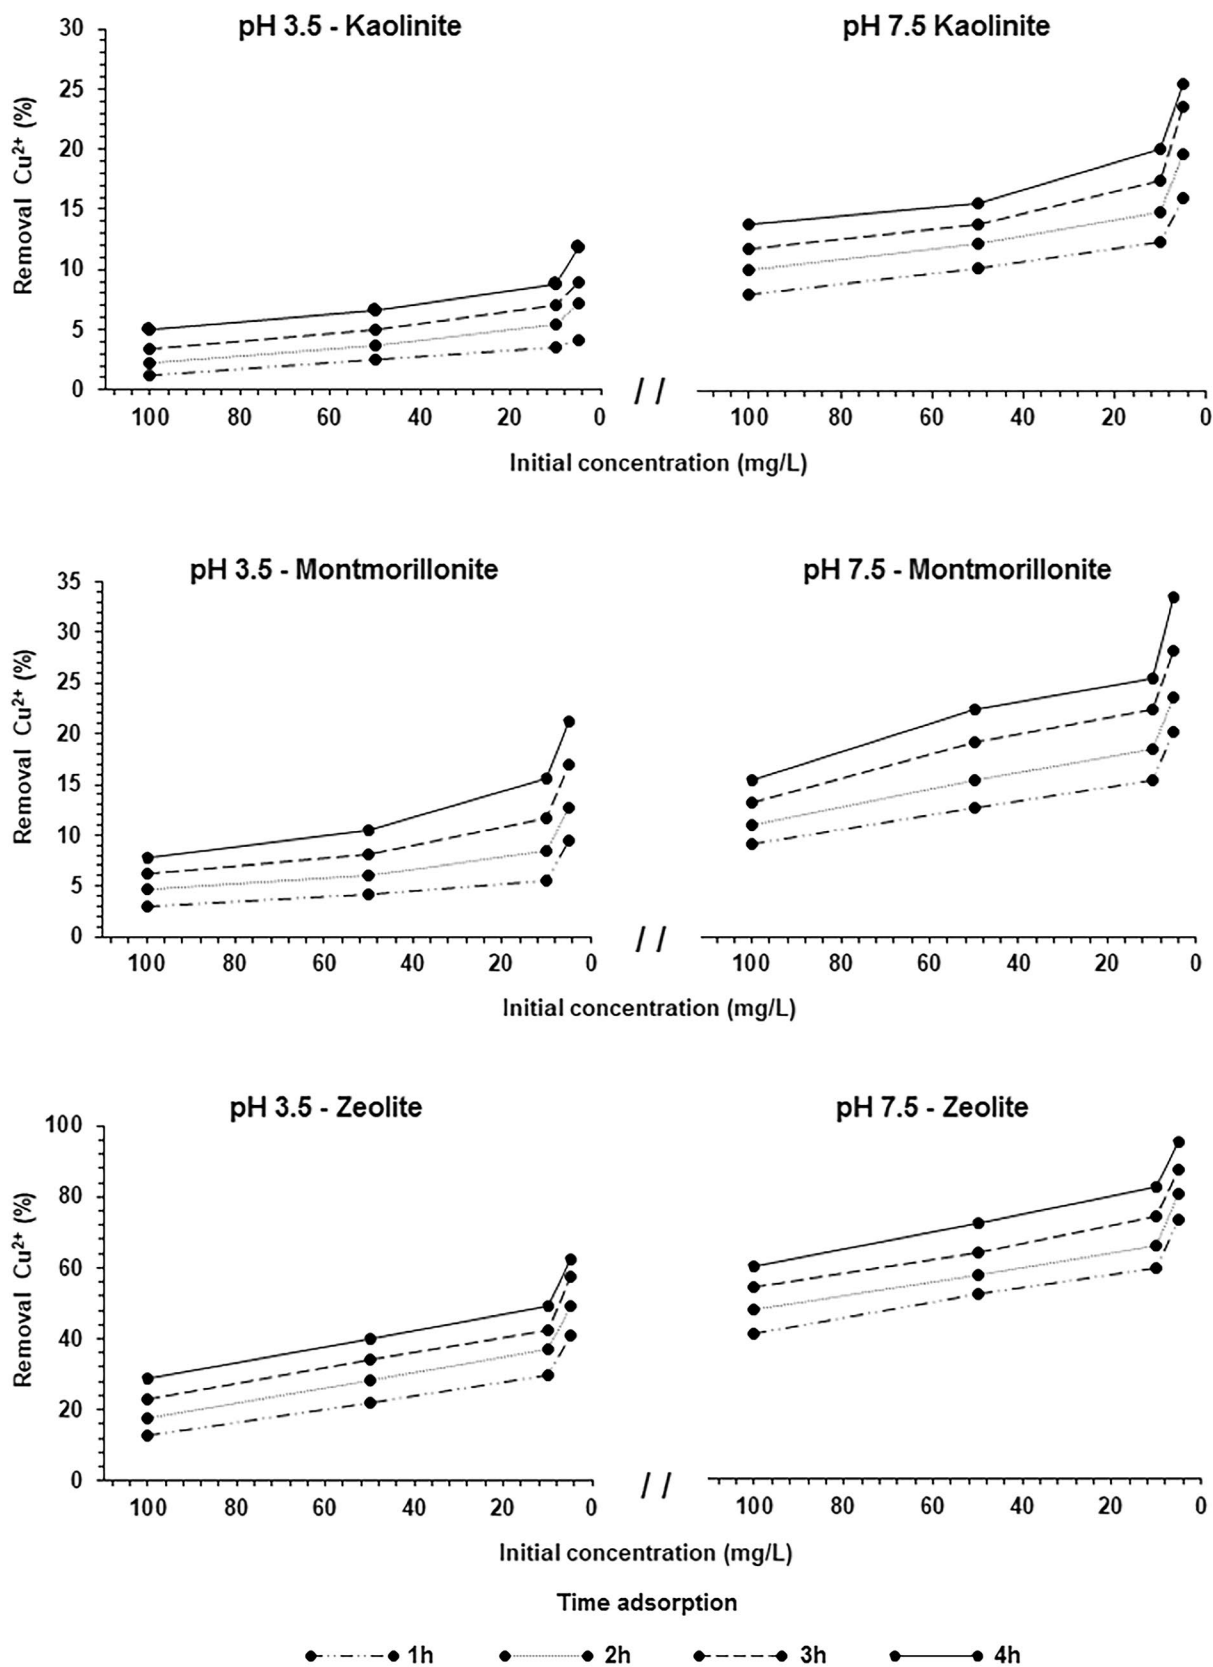 pH 3.5 - Kaolinite
pH 7.5 Kaolinite
30
25
20
15
10
5
0
Removal Cu²⁺ (%)
100 80 60 40 20 0
//
100 80 60 40 20 0
Initial concentration (mg/L)
pH 3.5 - Montmorillonite
pH 7.5 - Montmorillonite
35
30
25
20
15
10
5
0
Removal Cu²⁺ (%)
100 80 60 40 20 0
//
100 80 60 40 20 0
Initial concentration (mg/L)
pH 3.5 - Zeolite
pH 7.5 - Zeolite
100
80
60
40
20
0
Removal Cu²⁺ (%)
100 80 60 40 20 0
//
100 80 60 40 20 0
Initial concentration (mg/L)
Time adsorption
1h 2h 3h 4h